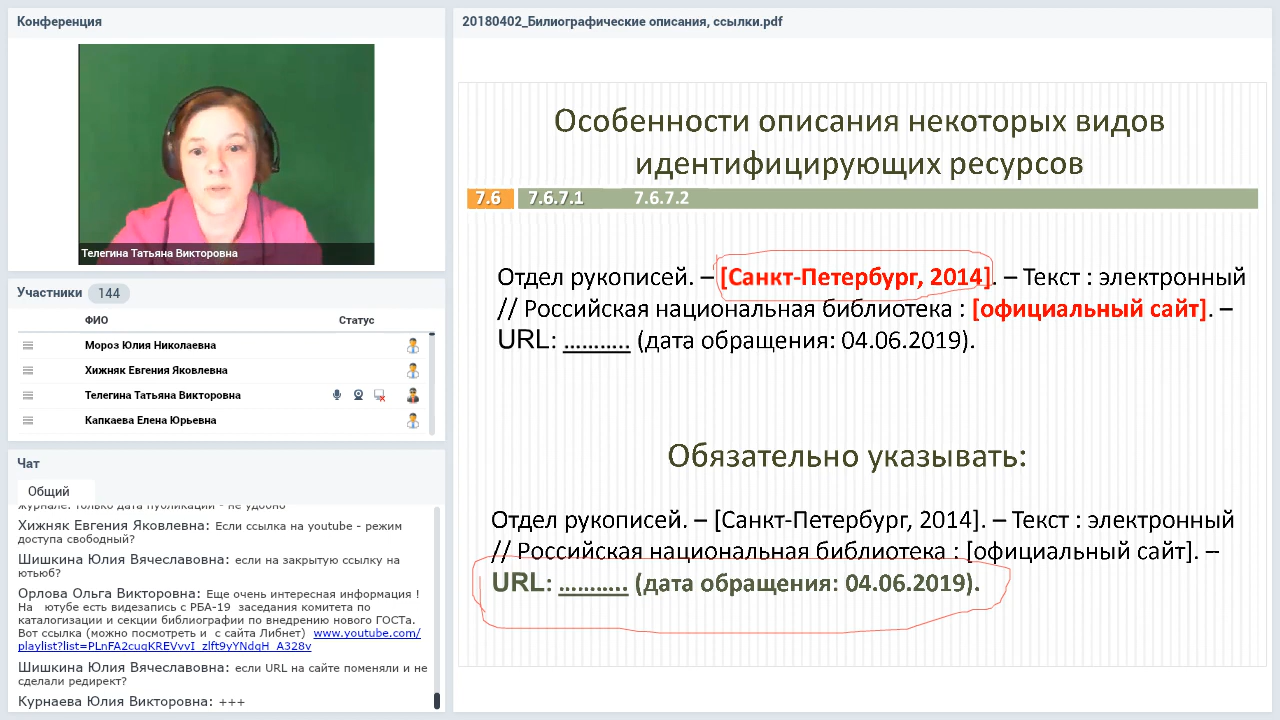 Конференция
Телегина Татьяна Викторовна
Участники 144
ФИО Статус
Мороз Юлия Николаевна
Хижняк Евгения Яковлевна
Телегина Татьяна Викторовна
Капкаева Елена Юрьевна
Чат
Общий
журнале. Только дата публикации - не удобно
Хижняк Евгения Яковлевна: Если ссылка на youtube - режим
доступа свободный?
Шишкина Юлия Вячеславовна: если на закрытую ссылку на
ютьюб?
Орлова Ольга Викторовна: Еще очень интересная информация !
На ютубе есть видезапись с РБА-19 заседания комитета по
каталогизации и секции библиографии по внедрению нового ГОСТа.
Вот ссылка (можно посмотреть и с сайта Либнет) www.youtube.com/
playlist?list=PLnFA2cuqKREVvvI_zlft9yYNdqH_A328v
Шишкина Юлия Вячеславовна: если URL на сайте поменяли и не
сделали редирект?
Курнаева Юлия Викторовна: +++
20180402_Билиографические описания, ссылки.pdf
Особенности описания некоторых видов
идентифицирующих ресурсов
7.6 7.6.7.1 7.6.7.2
Отдел рукописей. – [Санкт-Петербург, 2014]. – Текст : электронный
// Российская национальная библиотека : [официальный сайт]. –
URL: ……….. (дата обращения: 04.06.2019).
Обязательно указывать:
Отдел рукописей. – [Санкт-Петербург, 2014]. – Текст : электронный
// Российская национальная библиотека : [официальный сайт]. –
URL: ……….. (дата обращения: 04.06.2019).